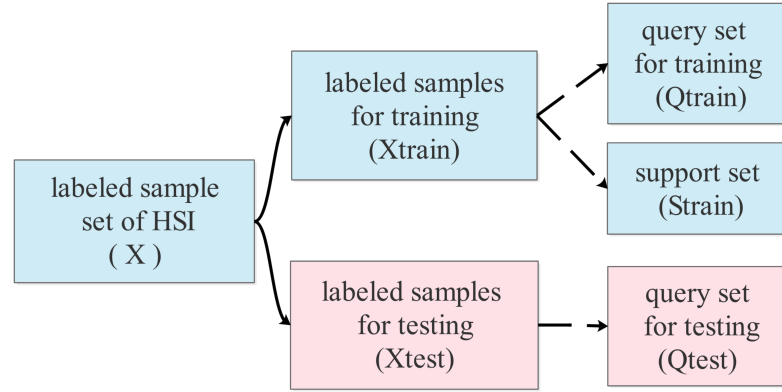 labeled sample
set of HSI
( X )
labeled samples
for training
(Xtrain)
query set
for training
(Qtrain)
support set
(Strain)
labeled samples
for testing
(Xtest)
query set
for testing
(Qtest)